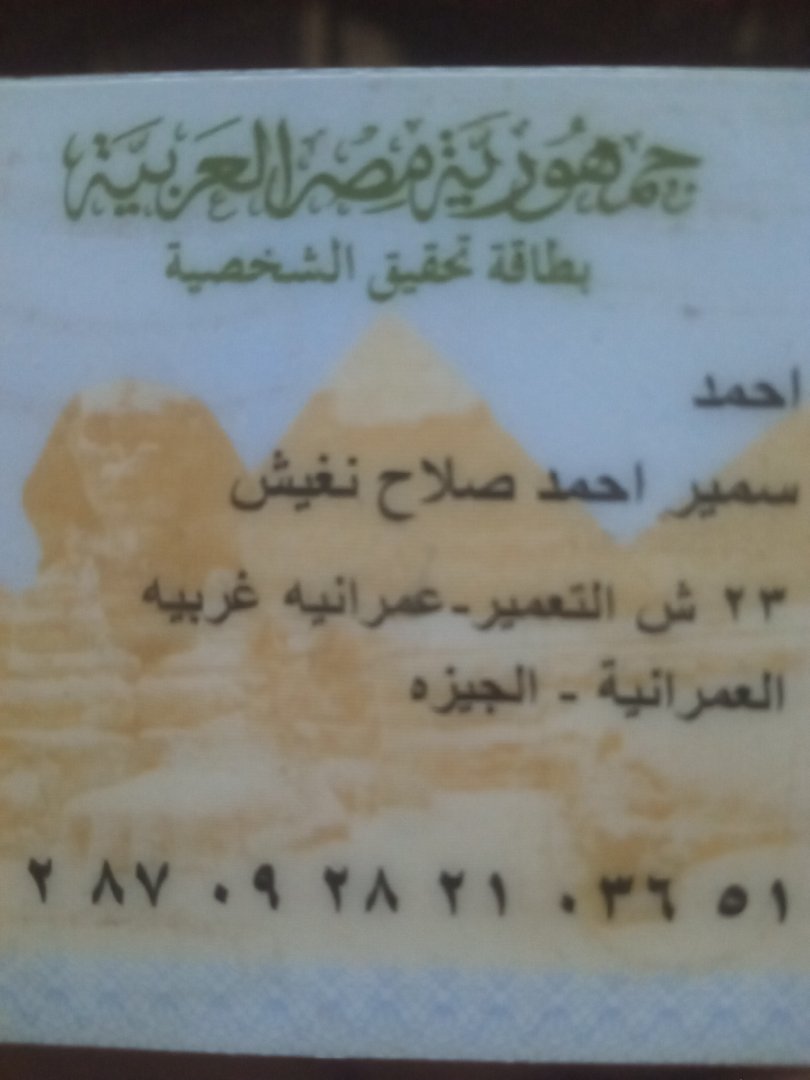 جمهورية مصر العربية
بطاقة تحقيق الشخصية
احمد
سمير احمد صلاح نغيش
٢٣ ش التعمير-عمرانيه غربيه
العمرانية - الجيزه
٢ ٨٧ ٠٩ ٢٨ ٢١ ٠٣٦ ٥١